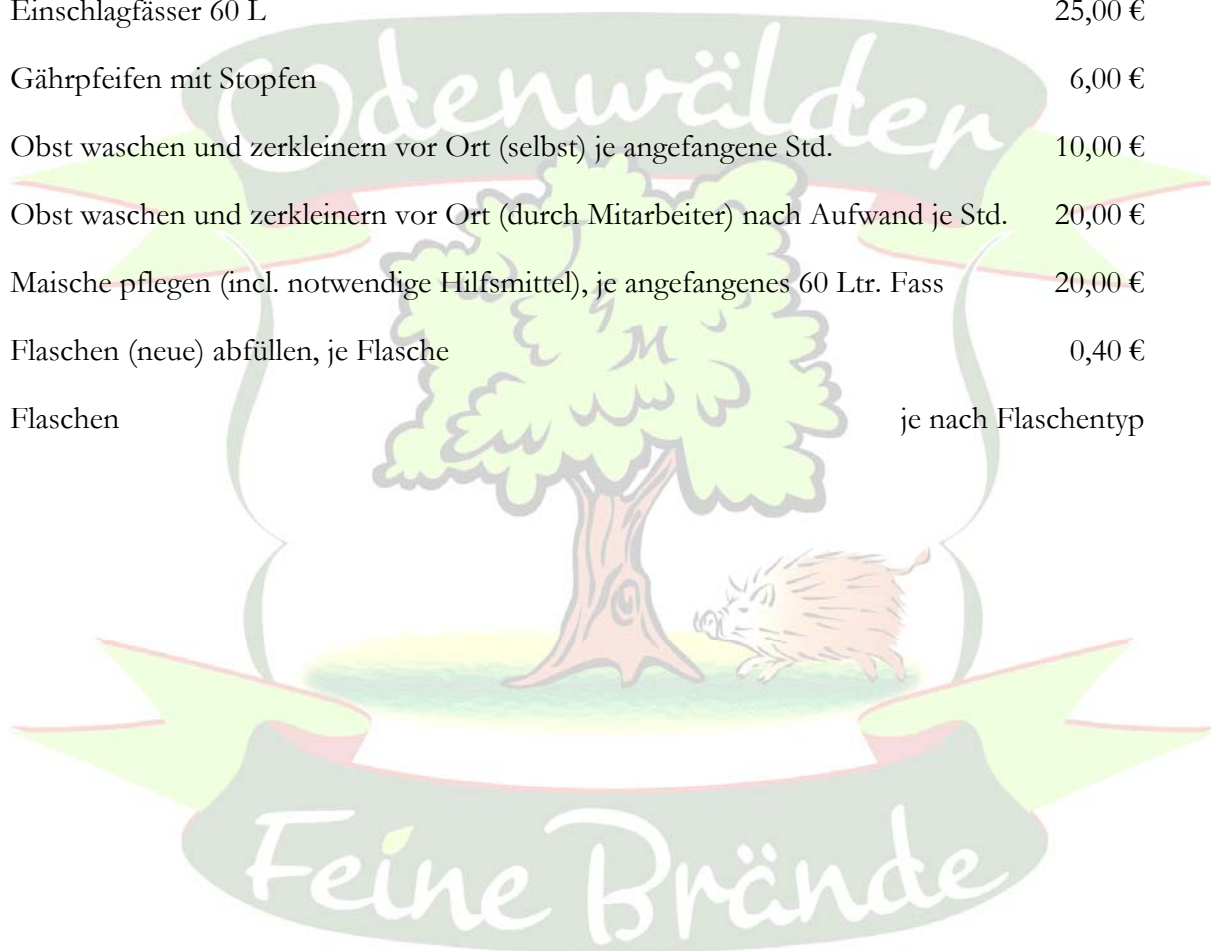 Einschlagfässer 60 L 25,00 €
Odenwälder
Gährpfeifen mit Stopfen 6,00 €
Obst waschen und zerkleinern vor Ort (selbst) je angefangene Std. 10,00 €
Obst waschen und zerkleinern vor Ort (durch Mitarbeiter) nach Aufwand je Std. 20,00 €
Maische pflegen (incl. notwendige Hilfsmittel), je angefangenes 60 Ltr. Fass 20,00 €
Flaschen (neue) abfüllen, je Flasche 0,40 €
Flaschen je nach Flaschentyp
Feine Brände